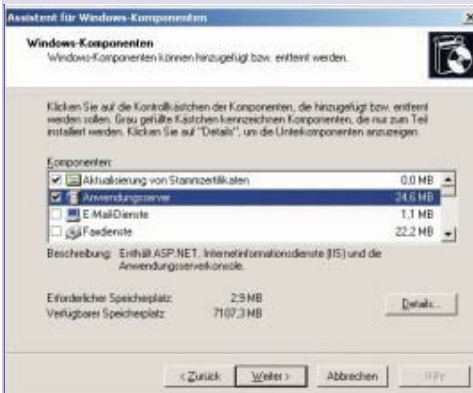 Assistent für Windows-Komponenten
Windows-Komponenten
Windows-Komponenten können hinzugefügt bzw. entfernt werden.
Klicken Sie auf die Kontrollkästchen der Komponenten, die hinzugefügt bzw. entfernt
werden sollen. Grau gefüllte Kästchen kennzeichnen Komponenten, die nur zum Teil
installiert werden. Klicken Sie auf "Details", um die Unterkomponenten anzuzeigen.
Komponenten:
Aktualisierung von Stammzertifikaten 0,0 MB
Anwendungsserver 24,6 MB
E-Mail-Dienste 1,1 MB
Faxdienste 22,2 MB
Beschreibung: Enthält ASP.NET, Internetinformationsdienste (IIS) und die
Anwendungsserverkonsole.
Erforderlicher Speicherplatz: 2,9 MB
Verfügbarer Speicherplatz: 7107,3 MB
Details...
< Zurück Weiter > Abbrechen Hilfe